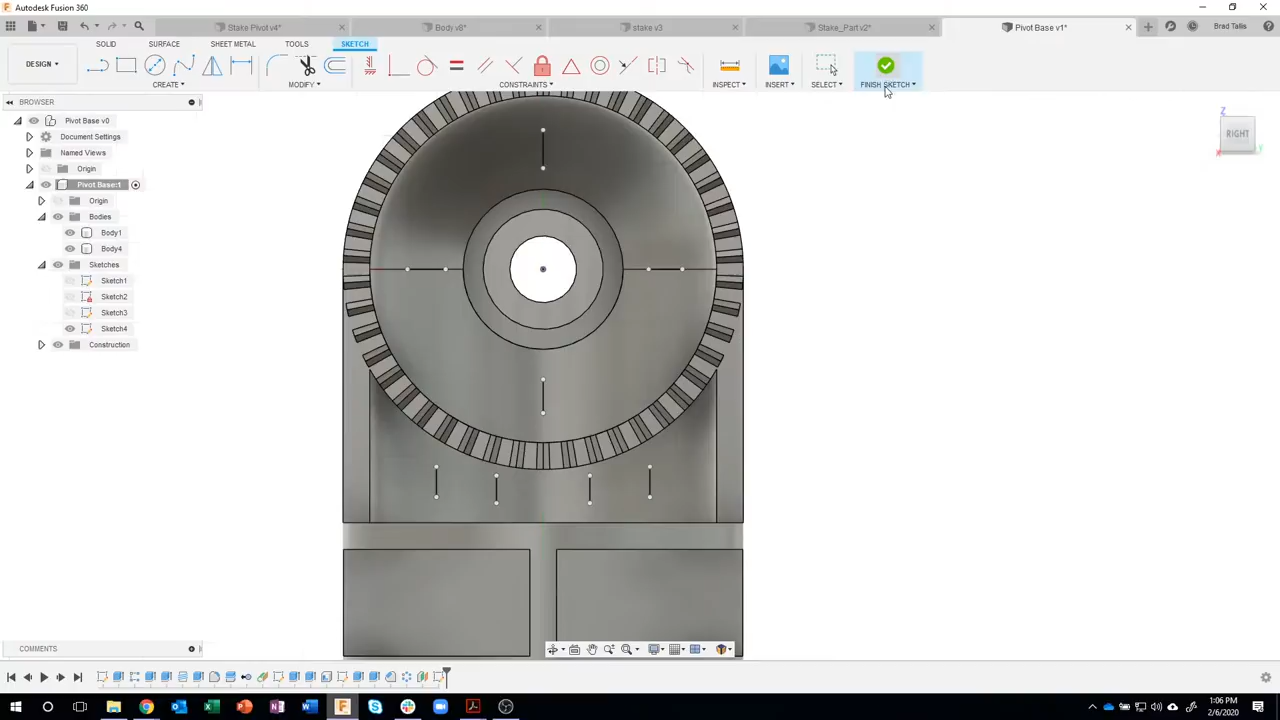 Autodesk Fusion 360
Stake Pivot v4*
Body v8*
stake v3
Stake_Part v2*
Pivot Base v1*
Brad Tallis
SOLID
SURFACE
SHEET METAL
TOOLS
SKETCH
DESIGN
CREATE
MODIFY
CONSTRAINTS
INSPECT
INSERT
SELECT
FINISH SKETCH
BROWSER
Pivot Base v0
Document Settings
Named Views
Origin
Pivot Base:1
Origin
Bodies
Body1
Body4
Sketches
Sketch1
Sketch2
Sketch3
Sketch4
Construction
Z
RIGHT
X
Y
COMMENTS
1:06 PM
2/6/2020